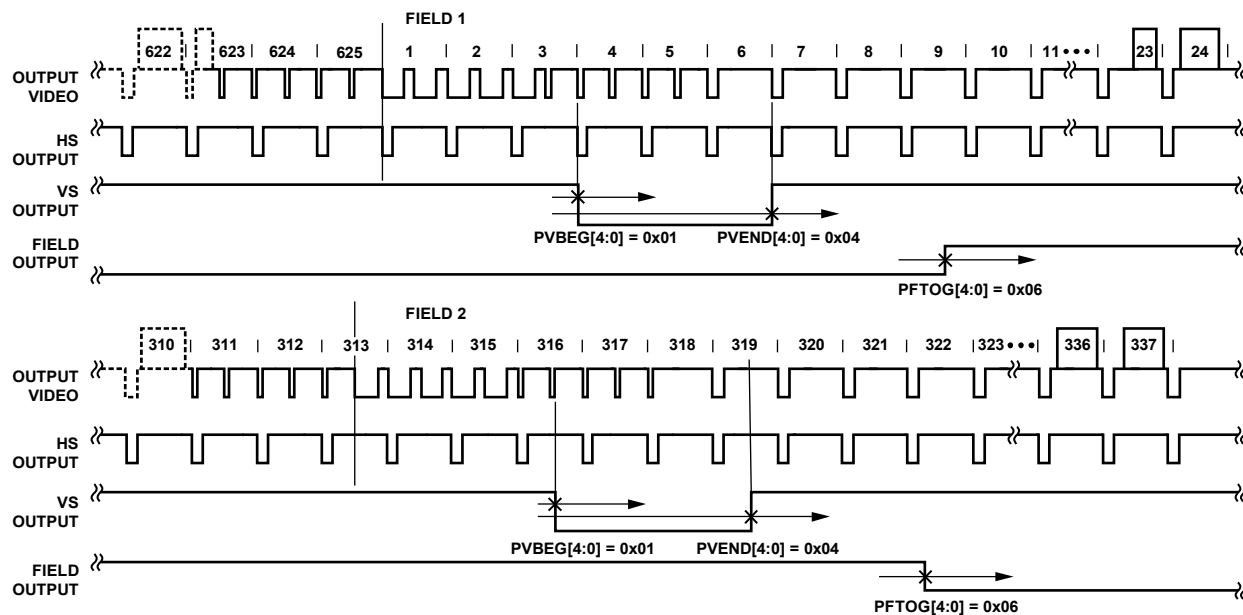 FIELD 1
622 623 624 625 1 2 3 4 5 6 7 8 9 10 11 ••• 23 24
OUTPUT
VIDEO
HS
OUTPUT
VS
OUTPUT
PVBEG[4:0] = 0x01 PVEND[4:0] = 0x04
FIELD
OUTPUT
PFTOG[4:0] = 0x06
FIELD 2
310 311 312 313 314 315 316 317 318 319 320 321 322 323 ••• 336 337
OUTPUT
VIDEO
HS
OUTPUT
VS
OUTPUT
PVBEG[4:0] = 0x01 PVEND[4:0] = 0x04
FIELD
OUTPUT
PFTOG[4:0] = 0x06